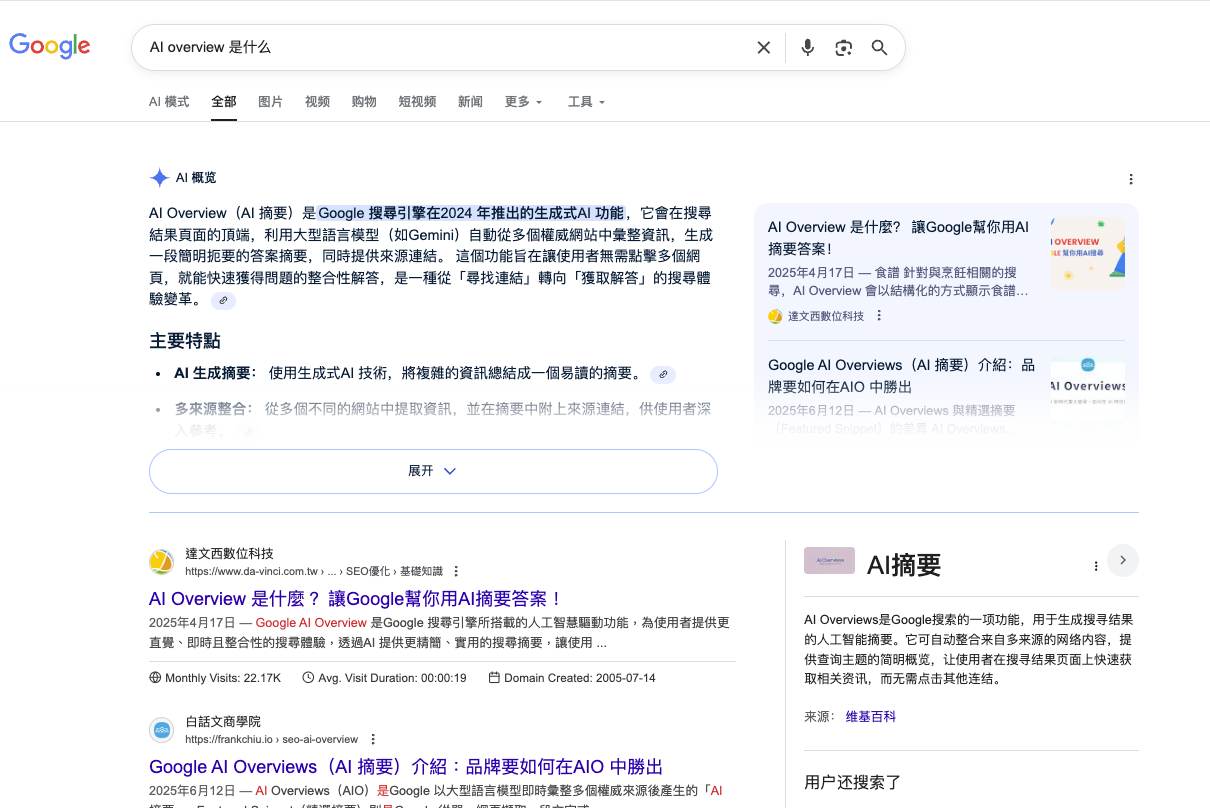 Google
AI overview 是什么
AI 模式 全部 图片 视频 购物 短视频 新闻 更多 工具
AI 概览
AI Overview（AI 摘要）是Google 搜尋引擎在2024 年推出的生成式AI 功能，它會在搜尋
結果頁面的頂端，利用大型語言模型（如Gemini）自動從多個權威網站中彙整資訊，生成
一段簡明扼要的答案摘要，同時提供來源連結。 這個功能旨在讓使用者無需點擊多個網
頁，就能快速獲得問題的整合性解答，是一種從「尋找連結」轉向「獲取解答」的搜尋體
驗變革。
主要特點
• AI 生成摘要： 使用生成式AI 技術，將複雜的資訊總結成一個易讀的摘要。
• 多來源整合： 從多個不同的網站中提取資訊，並在摘要中附上來源連結，供使用者深
入參考。
展开
AI Overview 是什麼？ 讓Google幫你用AI
摘要答案！
2025年4月17日 — 食譜 針對與烹飪相關的搜
尋，AI Overview 會以結構化的方式顯示食譜…
達文西數位科技
OVERVIEW
LE 幫你用AI搜尋
Google AI Overviews（AI 摘要）介紹：品
牌要如何在AIO 中勝出
2025年6月12日 — AI Overviews 與精選摘要
（Featured Snippet）的差異 AI Overviews...
AI Overviews
達文西數位科技
https://www.da-vinci.com.tw › ... › SEO優化 › 基礎知識
AI Overview 是什麼？ 讓Google幫你用AI摘要答案！
2025年4月17日 — Google AI Overview 是Google 搜尋引擎所搭載的人工智慧驅動功能，為使用者提供更
直覺、即時且整合性的搜尋體驗，透過AI 提供更精簡、實用的搜尋摘要，讓使用 ...
Monthly Visits: 22.17K Avg. Visit Duration: 00:00:19 Domain Created: 2005-07-14
白話文商學院
https://frankchiu.io › seo-ai-overview
Google AI Overviews（AI 摘要）介紹：品牌要如何在AIO 中勝出
2025年6月12日 — AI Overviews（AIO）是Google 以大型語言模型即時彙整多個權威來源後產生的「AI
AI摘要
AI Overviews是Google搜索的一项功能，用于生成搜寻结果
的人工智能摘要。它可自动整合来自多来源的网络内容，提
供查询主题的简明概览，让使用者在搜寻结果页面上快速获
取相关资讯，而无需点击其他连结。
来源： 维基百科
用户还搜索了